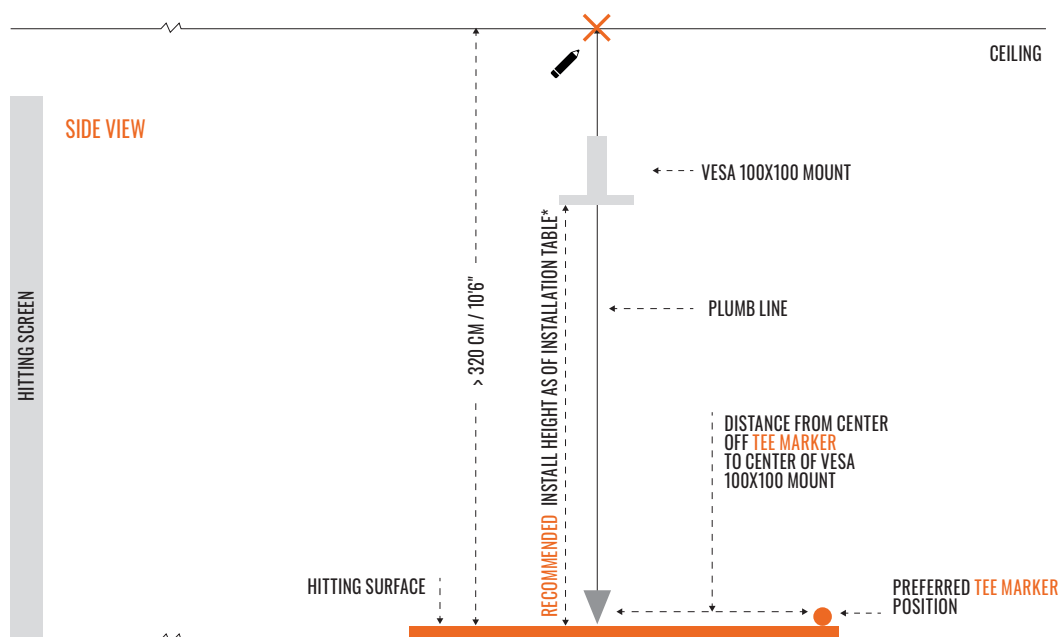 CEILING
SIDE VIEW
VESA 100X100 MOUNT
HITTING SCREEN
> 320 CM / 10'6"
RECOMMENDED INSTALL HEIGHT AS OF INSTALLATION TABLE*
PLUMB LINE
DISTANCE FROM CENTER
OFF TEE MARKER
TO CENTER OF VESA
100X100 MOUNT
HITTING SURFACE
PREFERRED TEE MARKER
POSITION